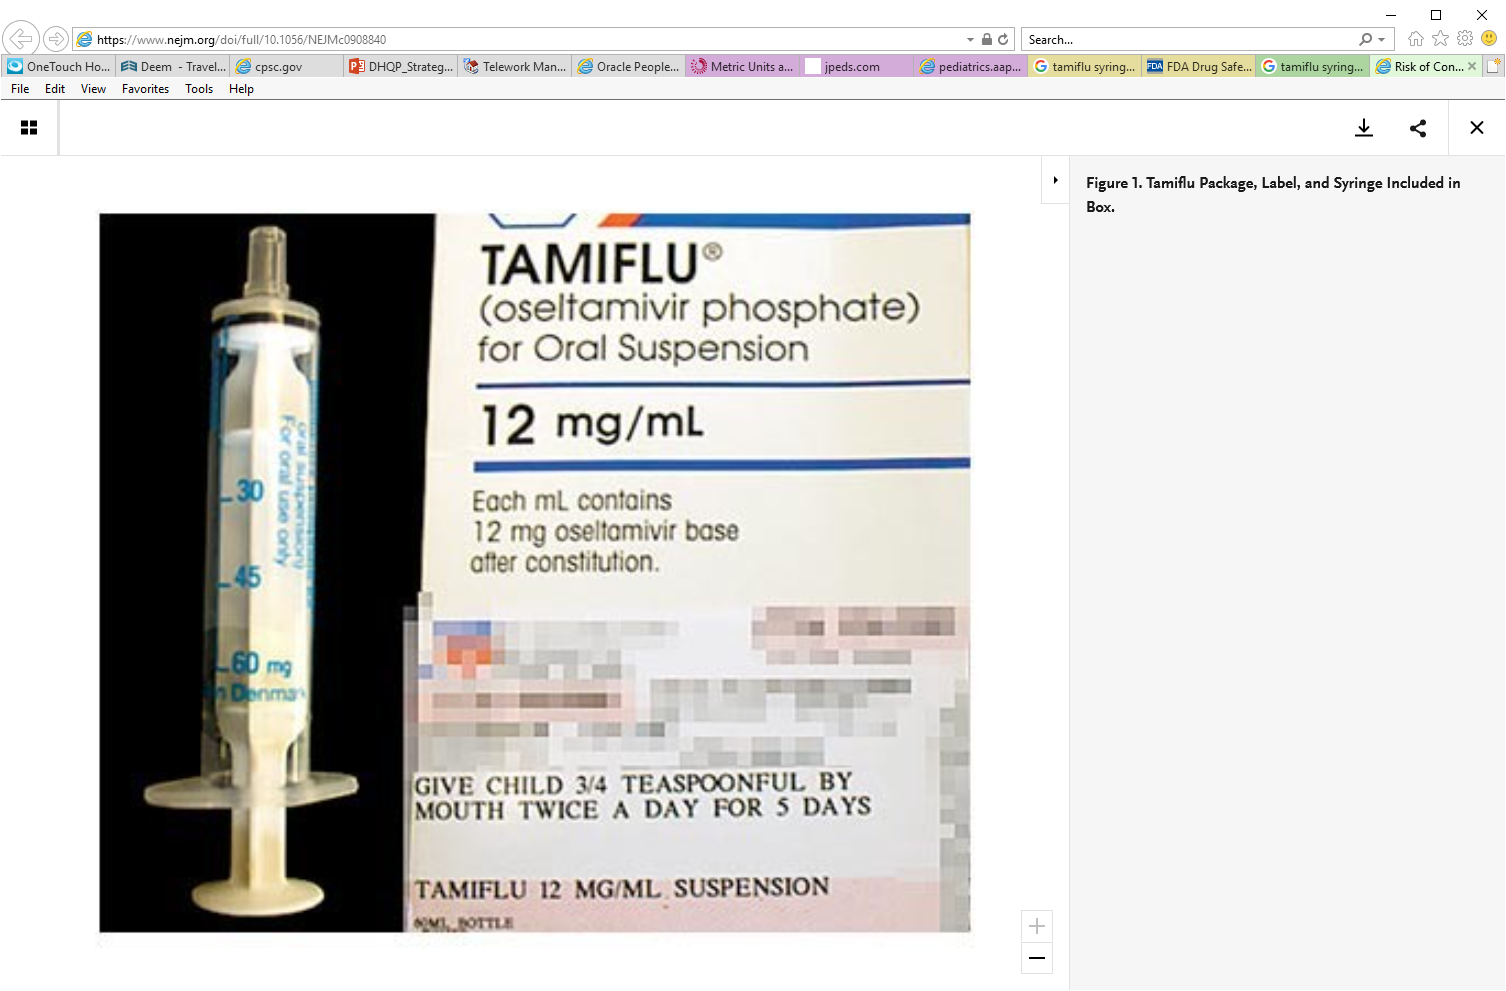 https://www.nejm.org/doi/full/10.1056/NEJMc0908840
Search...
OneTouch Ho...
Deem - Travel...
cpsc.gov
DHQP_Strateg...
Telework Man...
Oracle People...
Metric Units a...
jpeds.com
pediatrics.aap...
tamiflu syring...
FDA Drug Safe...
tamiflu syring...
Risk of Con...
File Edit View Favorites Tools Help
Figure 1. Tamiflu Package, Label, and Syringe Included in
Box.
TAMIFLU®
(oseltamivir phosphate)
for Oral Suspension
12 mg/mL
Each mL contains
12 mg oseltamivir base
after constitution.
GIVE CHILD 3/4 TEASPOONFUL BY
MOUTH TWICE A DAY FOR 5 DAYS
TAMIFLU 12 MG/ML SUSPENSION
60ML BOTTLE
30
45
60 mg
oral suspension)
For oral use only